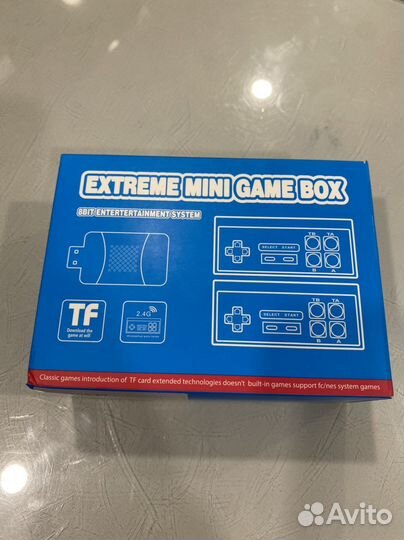 EXTREME MINI GAME BOX
8BIT ENTERTERTAINMENT SYSTEM
TB TA
SELECT START
B A
TF
Download the
game at will
2.4G
TB TA
SELECT START
B A
Classic games introduction of TF card extended technologies doesn't built-in games support fc/nes system games
Avito